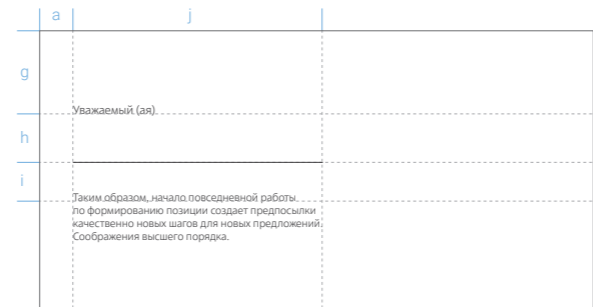 a j
g
Уважаемый (ая)
h
i
Таким образом, начало повседневной работы
по формированию позиции создает предпосылки
качественно новых шагов для новых предложений.
Соображения высшего порядка.